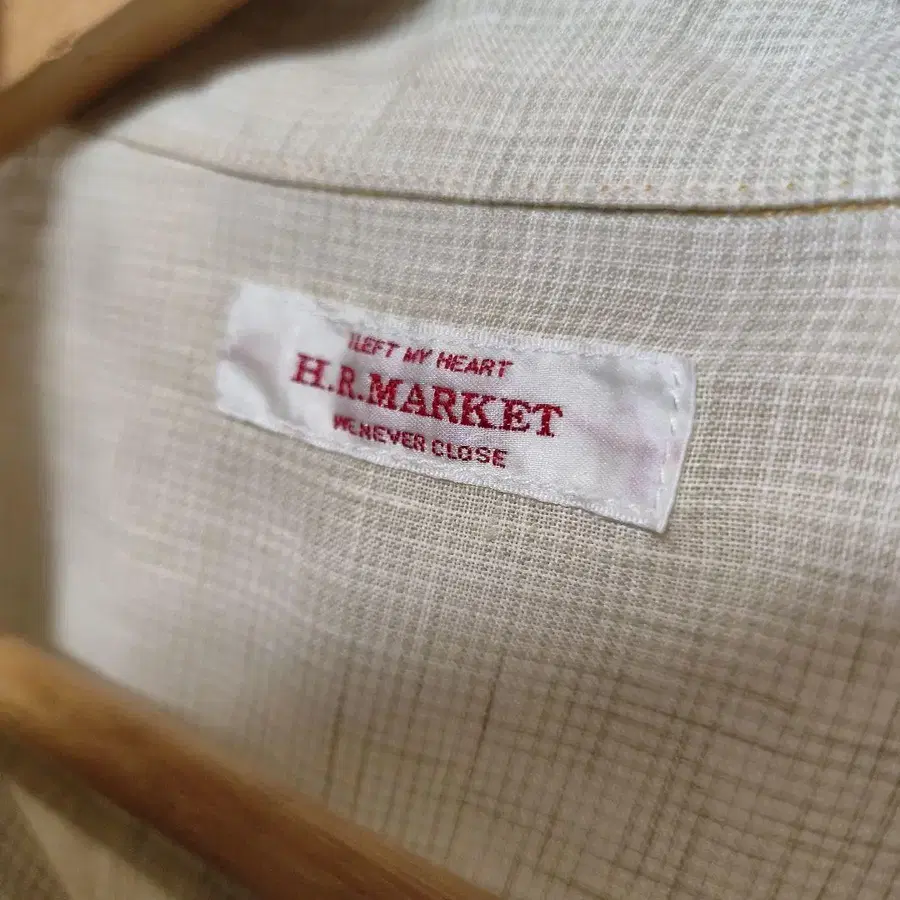 I LEFT MY HEART
H.R.MARKET
WE NEVER CLOSE